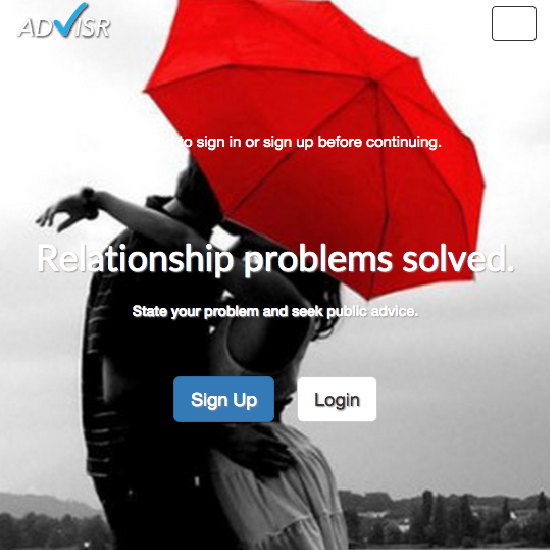 ADVISR
to sign in or sign up before continuing.
Relationship problems solved.
State your problem and seek public advice.
Sign Up
Login